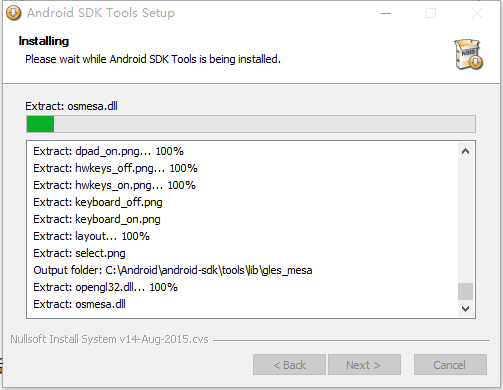 Android SDK Tools Setup
Installing
Please wait while Android SDK Tools is being installed.
NSIS
Extract: osmesa.dll
Extract: dpad_on.png... 100%
Extract: hwkeys_off.png... 100%
Extract: hwkeys_on.png... 100%
Extract: keyboard_off.png
Extract: keyboard_on.png
Extract: layout... 100%
Extract: select.png
Output folder: C:\Android\android-sdk\tools\lib\gles_mesa
Extract: opengl32.dll... 100%
Extract: osmesa.dll
Nullsoft Install System v14-Aug-2015.cvs
< Back Next > Cancel